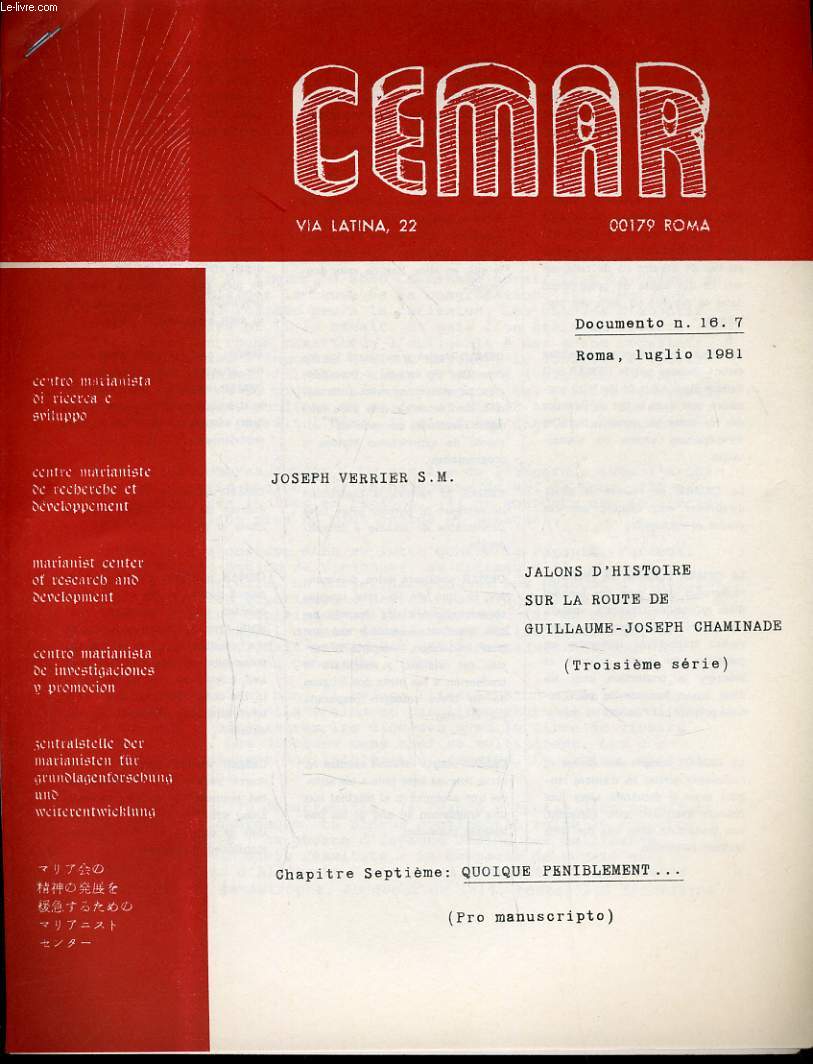 Le-livre.com
CEMAR
VIA LATINA, 22 00179 ROMA
Documento n. 16. 7
Roma, luglio 1981
centro marianista
di ricerca e
sviluppo
centre marianiste
de recherche et
développement
marianist center
of research and
development
centro marianista
de investigaciones
y promocion
zentralstelle der
marianisten für
grundlagenforschung
und
weiterentwicklung
マリア会の
精神の発展を
援急するための
マリアニスト
センター
JOSEPH VERRIER S.M.
JALONS D'HISTOIRE
SUR LA ROUTE DE
GUILLAUME-JOSEPH CHAMINADE
(Troisième série)
Chapitre Septième: QUOIQUE PENIBLEMENT...
(Pro manuscripto)